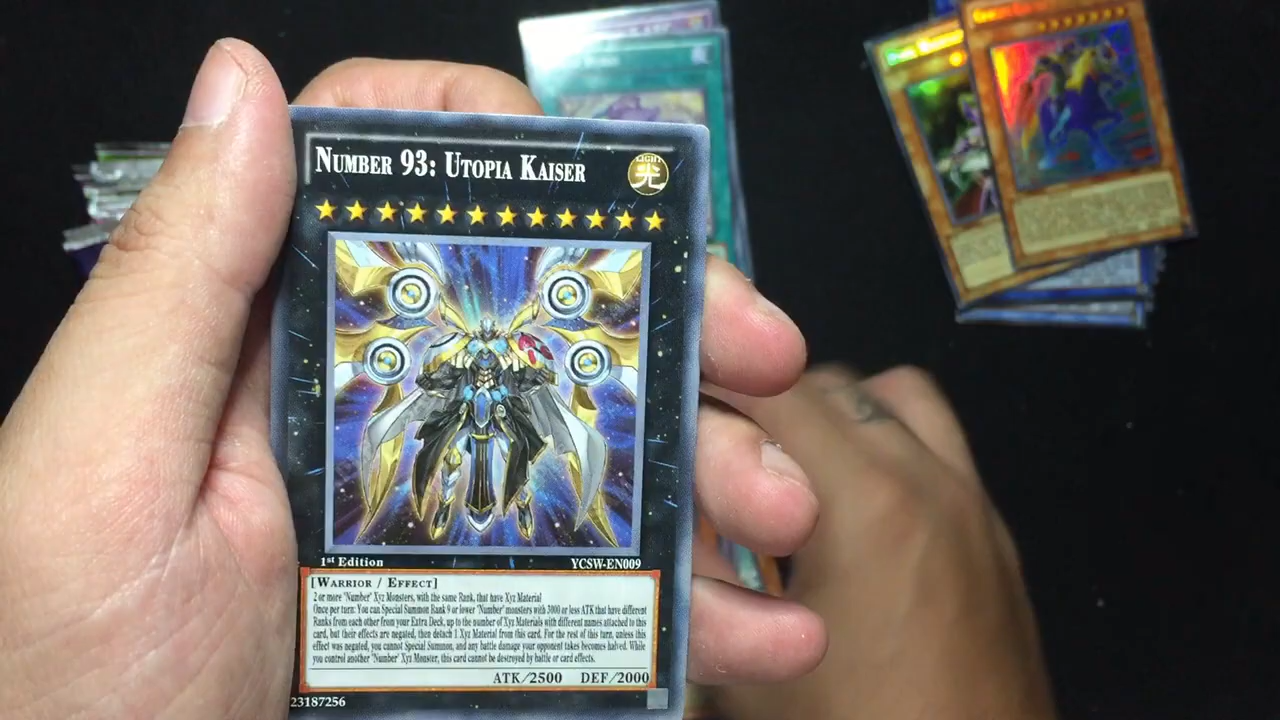 NUMBER 93: UTOPIA KAISER
LIGHT
光
1st Edition
YCSW-EN009
[WARRIOR / EFFECT]
2 or more "Number" Xyz Monsters, with the same Rank, that have Xyz Material
Once per turn: You can Special Summon Rank 9 or lower "Number" monsters with 3000 or less ATK that have different
Ranks from each other from your Extra Deck, up to the number of Xyz Materials with different names attached to this
card, but their effects are negated, then detach 1 Xyz Material from this card. For the rest of this turn, unless this
effect was negated, you cannot Special Summon, and any battle damage your opponent takes becomes halved. While
you control another "Number" Xyz Monster, this card cannot be destroyed by battle or card effects.
ATK/2500 DEF/2000
23187256